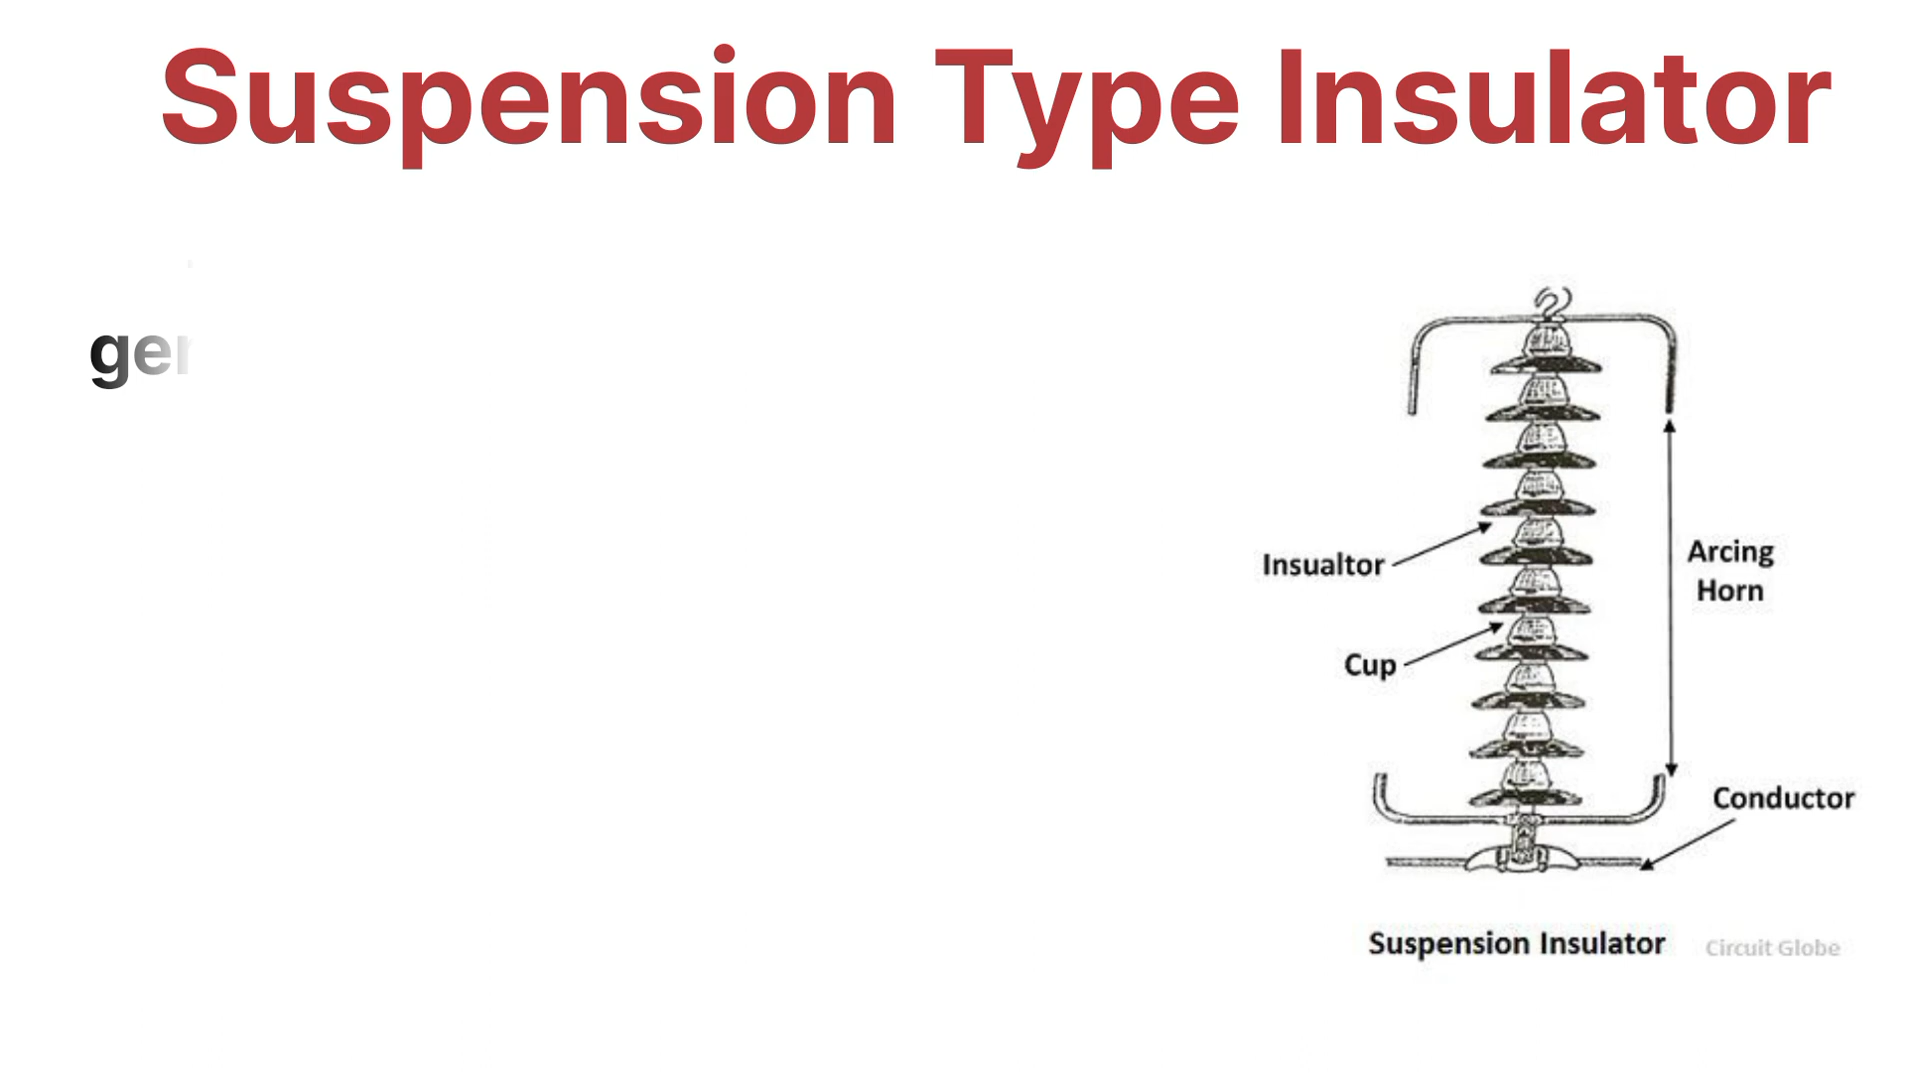 Suspension Type Insulator
Insualtor
Arcing
Horn
Cup
Conductor
Suspension Insulator
Circuit Globe